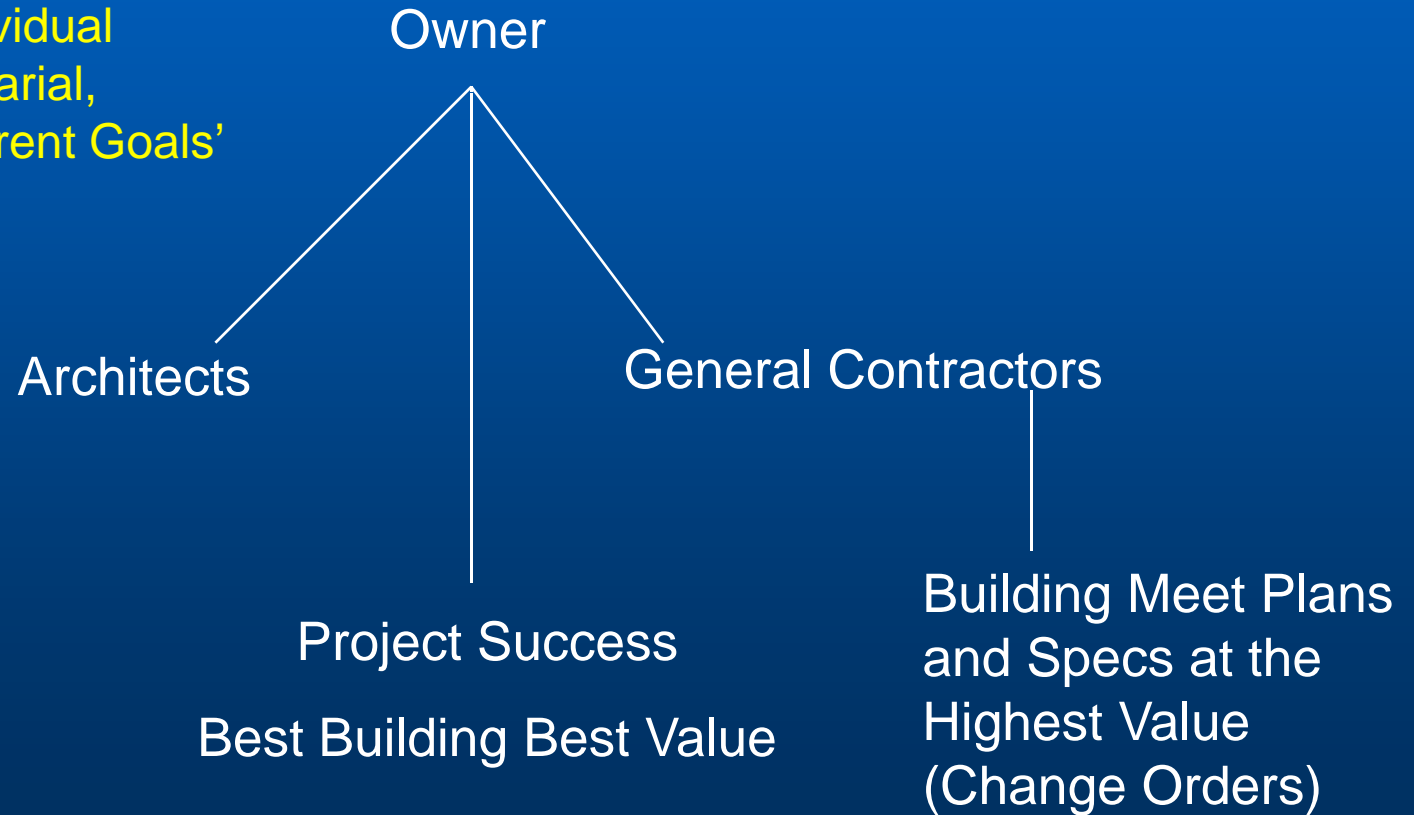 vidual
arial,
rent Goals’
Owner
Architects
General Contractors
Project Success
Best Building Best Value
Building Meet Plans
and Specs at the
Highest Value
(Change Orders)